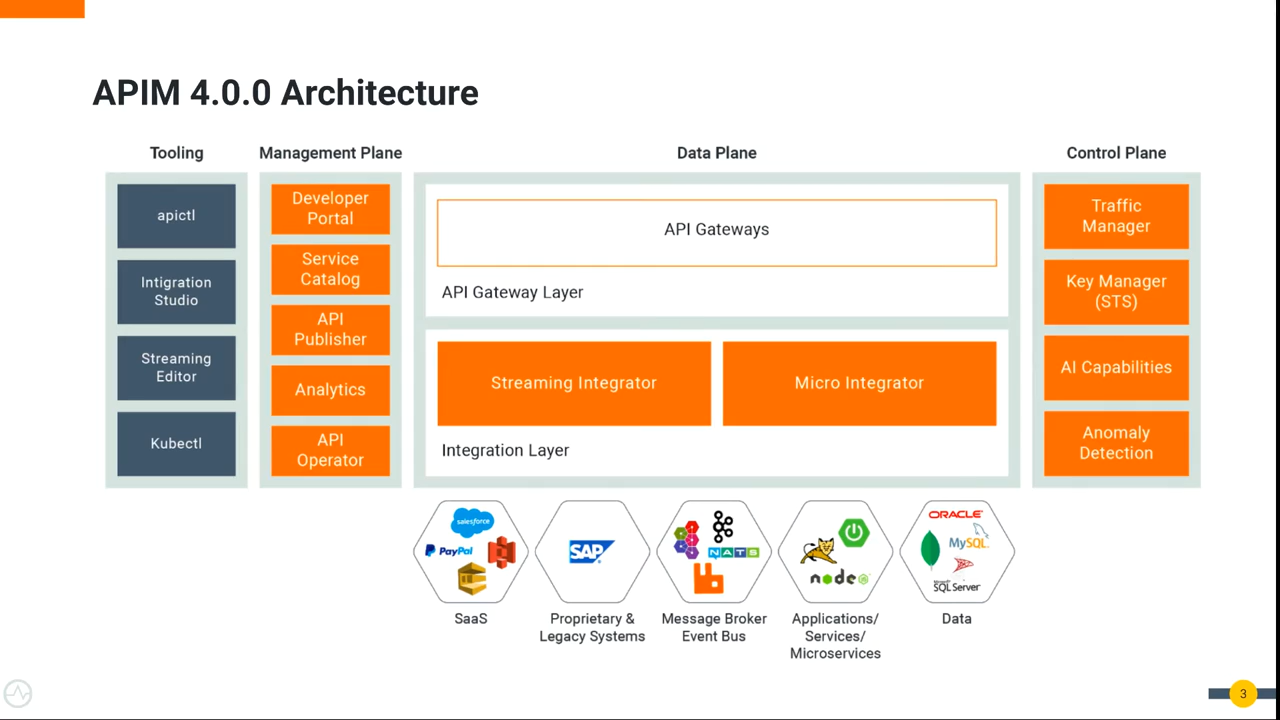 APIM 4.0.0 Architecture
Tooling
apictl
Intigration
Studio
Streaming
Editor
Kubectl
Management Plane
Developer
Portal
Service
Catalog
API
Publisher
Analytics
API
Operator
Data Plane
API Gateways
API Gateway Layer
Streaming Integrator
Micro Integrator
Integration Layer
Control Plane
Traffic
Manager
Key Manager
(STS)
AI Capabilities
Anomaly
Detection
salesforce
PayPal
SaaS
SAP
Proprietary &
Legacy Systems
NATS
Message Broker
Event Bus
node
Applications/
Services/
Microservices
ORACLE
MySQL
Microsoft
SQL Server
Data
3